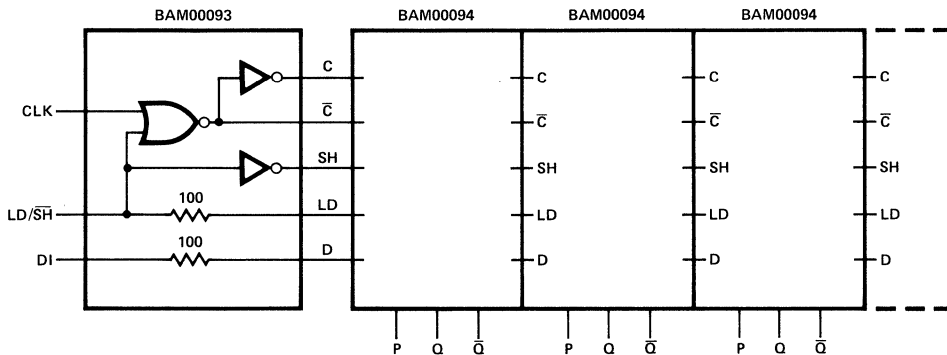 BAM00093 BAM00094 BAM00094 BAM00094
C C C C
CLK C̅ C̅ C̅ C̅
SH SH SH SH
100
LD/S̅H̅ LD LD LD LD
100
DI D D D D
P Q Q̅ P Q Q̅ P Q Q̅